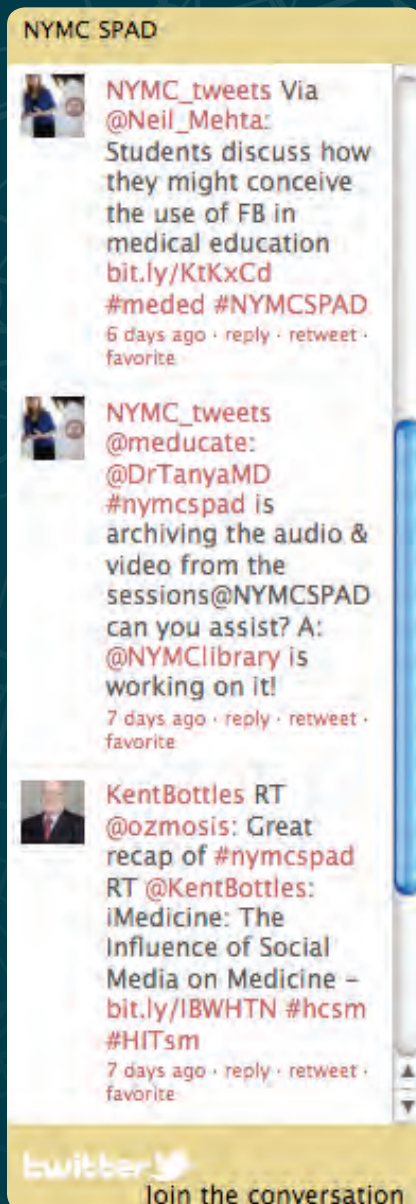 NYMC SPAD
NYMC_tweets Via
@Neil_Mehta:
Students discuss how
they might conceive
the use of FB in
medical education
bit.ly/KtKxCd
#meded #NYMCSPAD
6 days ago · reply · retweet ·
favorite
NYMC_tweets
@meducate:
@DrTanyaMD
#nymcspad is
archiving the audio &
video from the
sessions@NYMCSPAD
can you assist? A:
@NYMClibrary is
working on it!
7 days ago · reply · retweet ·
favorite
KentBottles RT
@ozmosis: Great
recap of #nymcspad
RT @KentBottles:
iMedicine: The
Influence of Social
Media on Medicine –
bit.ly/IBWHTN #hcsm
#HITsm
7 days ago · reply · retweet ·
favorite
twitter
Join the conversation